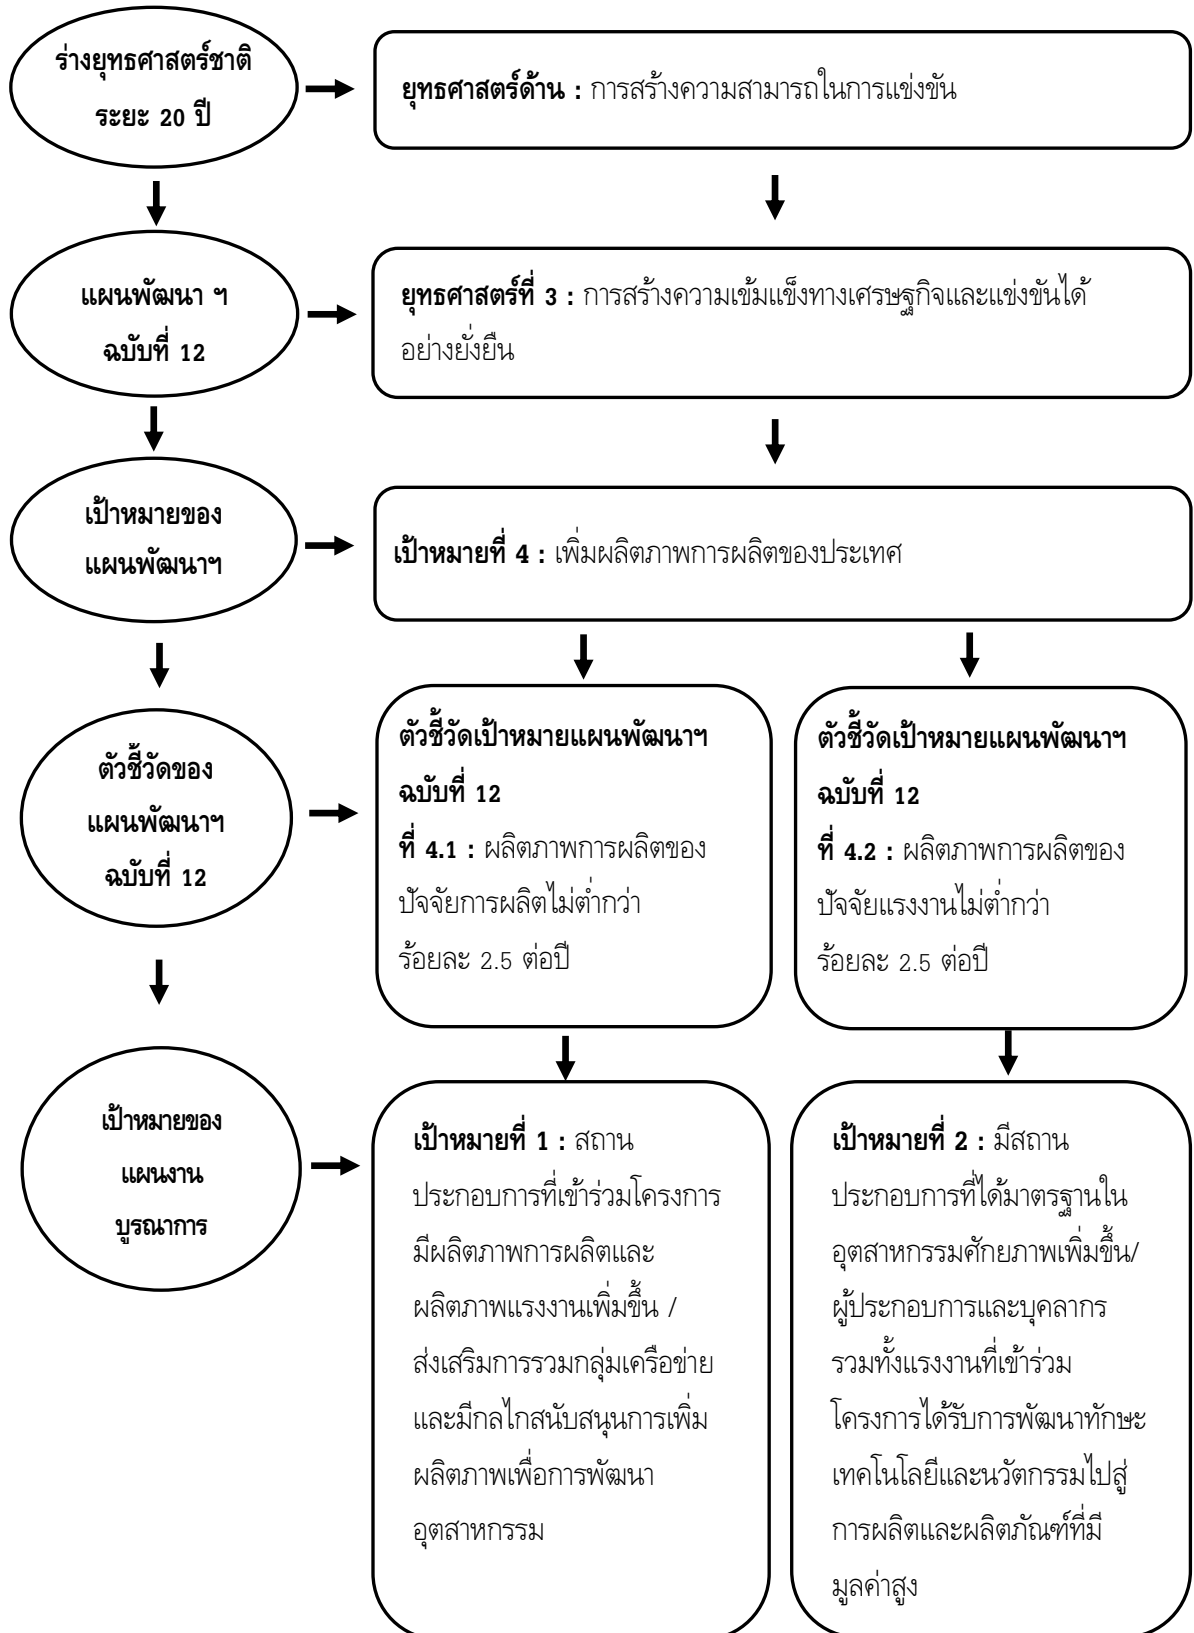 ร่างยุทธศาสตร์ชาติ
ระยะ 20 ปี
ยุทธศาสตร์ด้าน : การสร้างความสามารถในการแข่งขัน
แผนพัฒนา ฯ
ฉบับที่ 12
ยุทธศาสตร์ที่ 3 : การสร้างความเข้มแข็งทางเศรษฐกิจและแข่งขันได้
อย่างยั่งยืน
เป้าหมายของ
แผนพัฒนาฯ
เป้าหมายที่ 4 : เพิ่มผลิตภาพการผลิตของประเทศ
ตัวชี้วัดของ
แผนพัฒนาฯ
ฉบับที่ 12
ตัวชี้วัดเป้าหมายแผนพัฒนาฯ
ฉบับที่ 12
ที่ 4.1 : ผลิตภาพการผลิตของ
ปัจจัยการผลิตไม่ต่ำกว่า
ร้อยละ 2.5 ต่อปี
ตัวชี้วัดเป้าหมายแผนพัฒนาฯ
ฉบับที่ 12
ที่ 4.2 : ผลิตภาพการผลิตของ
ปัจจัยแรงงานไม่ต่ำกว่า
ร้อยละ 2.5 ต่อปี
เป้าหมายของ
แผนงาน
บูรณาการ
เป้าหมายที่ 1 : สถาน
ประกอบการที่เข้าร่วมโครงการ
มีผลิตภาพการผลิตและ
ผลิตภาพแรงงานเพิ่มขึ้น /
ส่งเสริมการรวมกลุ่มเครือข่าย
และมีกลไกสนับสนุนการเพิ่ม
ผลิตภาพเพื่อการพัฒนา
อุตสาหกรรม
เป้าหมายที่ 2 : มีสถาน
ประกอบการที่ได้มาตรฐานใน
อุตสาหกรรมศักยภาพเพิ่มขึ้น/
ผู้ประกอบการและบุคลากร
รวมทั้งแรงงานที่เข้าร่วม
โครงการได้รับการพัฒนาทักษะ
เทคโนโลยีและนวัตกรรมไปสู่
การผลิตและผลิตภัณฑ์ที่มี
มูลค่าสูง